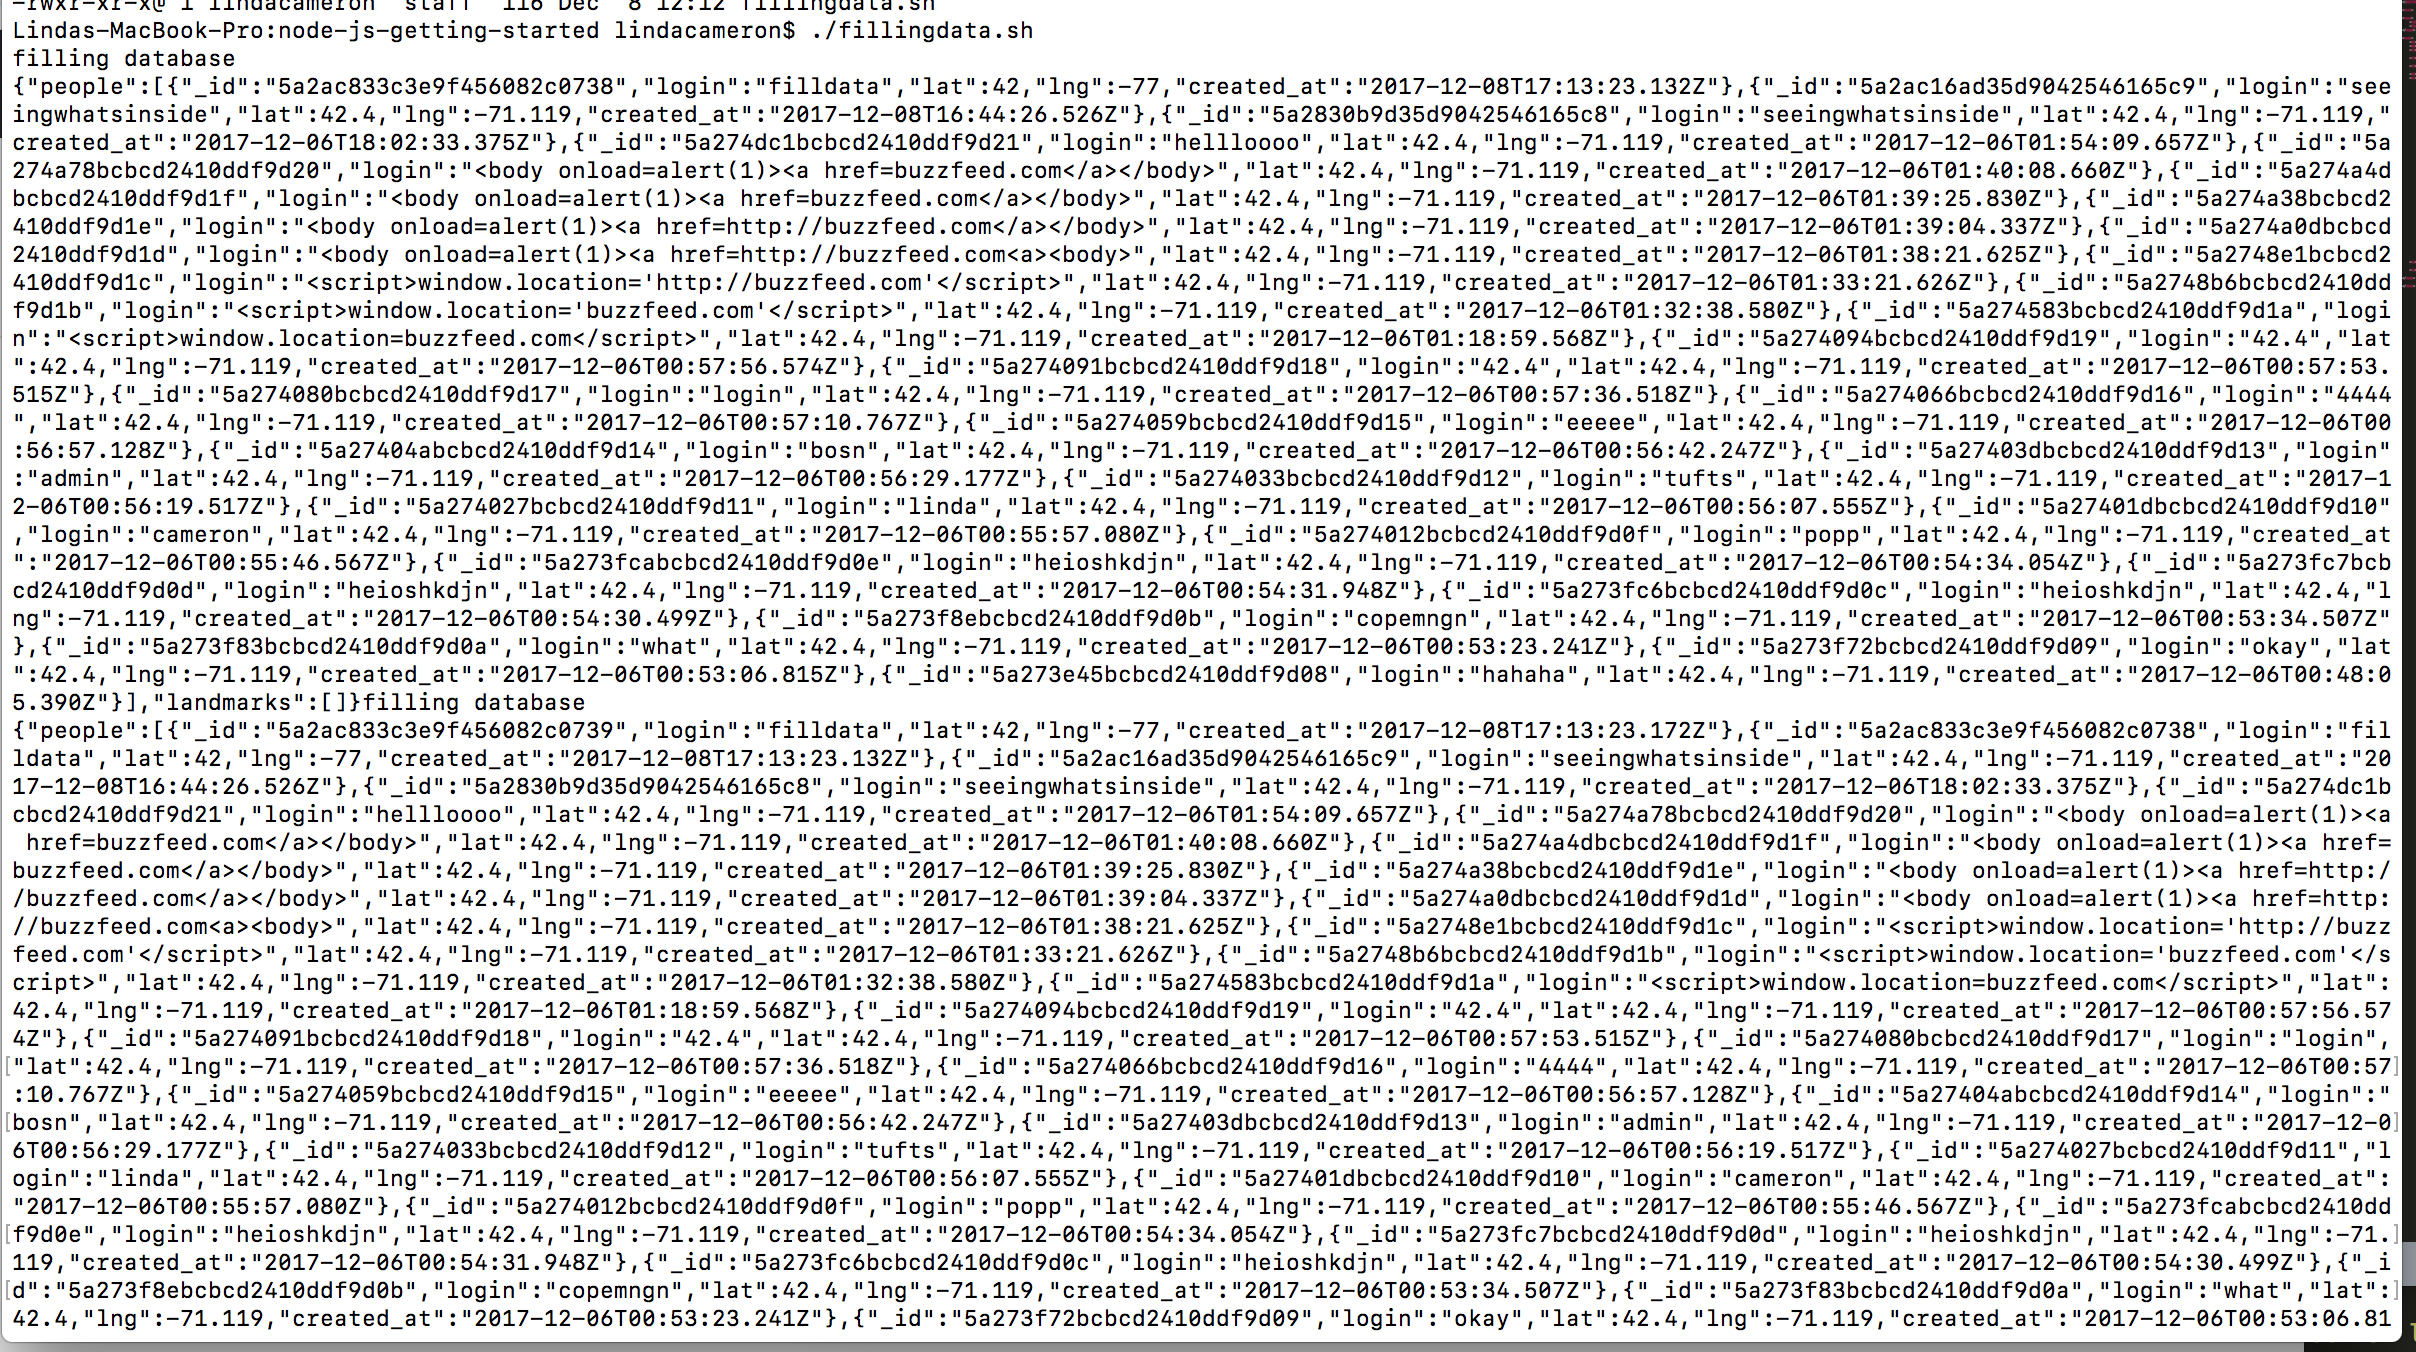 -rwxr-xr-x@ 1 lindacameron  staff  116 Dec  8 12:12 fillingdata.sh
Lindas-MacBook-Pro:node-js-getting-started lindacameron$ ./fillingdata.sh
filling database
{"people":[{"_id":"5a2ac833c3e9f456082c0738","login":"filldata","lat":42,"lng":-77,"created_at":"2017-12-08T17:13:23.132Z"},{"_id":"5a2ac16ad35d9042546165c9","login":"see
ingwhatsinside","lat":42.4,"lng":-71.119,"created_at":"2017-12-08T16:44:26.526Z"},{"_id":"5a2830b9d35d9042546165c8","login":"seeingwhatsinside","lat":42.4,"lng":-71.119,"
created_at":"2017-12-06T18:02:33.375Z"},{"_id":"5a274dc1bcbcd2410ddf9d21","login":"hellloooo","lat":42.4,"lng":-71.119,"created_at":"2017-12-06T01:54:09.657Z"},{"_id":"5a
274a78bcbcd2410ddf9d20","login":"<body onload=alert(1)><a href=buzzfeed.com</a></body>","lat":42.4,"lng":-71.119,"created_at":"2017-12-06T01:40:08.660Z"},{"_id":"5a274a4d
bcbcd2410ddf9d1f","login":"<body onload=alert(1)><a href=buzzfeed.com</a></body>","lat":42.4,"lng":-71.119,"created_at":"2017-12-06T01:39:25.830Z"},{"_id":"5a274a38bcbcd2
410ddf9d1e","login":"<body onload=alert(1)><a href=http://buzzfeed.com</a></body>","lat":42.4,"lng":-71.119,"created_at":"2017-12-06T01:39:04.337Z"},{"_id":"5a274a0dbcbcd
2410ddf9d1d","login":"<body onload=alert(1)><a href=http://buzzfeed.com<a><body>","lat":42.4,"lng":-71.119,"created_at":"2017-12-06T01:38:21.625Z"},{"_id":"5a2748e1bcbcd2
410ddf9d1c","login":"<script>window.location='http://buzzfeed.com'</script>","lat":42.4,"lng":-71.119,"created_at":"2017-12-06T01:33:21.626Z"},{"_id":"5a2748b6bcbcd2410dd
f9d1b","login":"<script>window.location='buzzfeed.com'</script>","lat":42.4,"lng":-71.119,"created_at":"2017-12-06T01:32:38.580Z"},{"_id":"5a274583bcbcd2410ddf9d1a","logi
n":"<script>window.location=buzzfeed.com</script>","lat":42.4,"lng":-71.119,"created_at":"2017-12-06T01:18:59.568Z"},{"_id":"5a274094bcbcd2410ddf9d19","login":"42.4","lat
":42.4,"lng":-71.119,"created_at":"2017-12-06T00:57:56.574Z"},{"_id":"5a274091bcbcd2410ddf9d18","login":"42.4","lat":42.4,"lng":-71.119,"created_at":"2017-12-06T00:57:53.
515Z"},{"_id":"5a274080bcbcd2410ddf9d17","login":"login","lat":42.4,"lng":-71.119,"created_at":"2017-12-06T00:57:36.518Z"},{"_id":"5a274066bcbcd2410ddf9d16","login":"4444
","lat":42.4,"lng":-71.119,"created_at":"2017-12-06T00:57:10.767Z"},{"_id":"5a274059bcbcd2410ddf9d15","login":"eeeee","lat":42.4,"lng":-71.119,"created_at":"2017-12-06T00
:56:57.128Z"},{"_id":"5a27404abcbcd2410ddf9d14","login":"bosn","lat":42.4,"lng":-71.119,"created_at":"2017-12-06T00:56:42.247Z"},{"_id":"5a27403dbcbcd2410ddf9d13","login"
:"admin","lat":42.4,"lng":-71.119,"created_at":"2017-12-06T00:56:29.177Z"},{"_id":"5a274033bcbcd2410ddf9d12","login":"tufts","lat":42.4,"lng":-71.119,"created_at":"2017-1
2-06T00:56:19.517Z"},{"_id":"5a274027bcbcd2410ddf9d11","login":"linda","lat":42.4,"lng":-71.119,"created_at":"2017-12-06T00:56:07.555Z"},{"_id":"5a27401dbcbcd2410ddf9d10"
,"login":"cameron","lat":42.4,"lng":-71.119,"created_at":"2017-12-06T00:55:57.080Z"},{"_id":"5a274012bcbcd2410ddf9d0f","login":"popp","lat":42.4,"lng":-71.119,"created_at
":"2017-12-06T00:55:46.567Z"},{"_id":"5a273fcabcbcd2410ddf9d0e","login":"heioshkdjn","lat":42.4,"lng":-71.119,"created_at":"2017-12-06T00:54:34.054Z"},{"_id":"5a273fc7bcb
cd2410ddf9d0d","login":"heioshkdjn","lat":42.4,"lng":-71.119,"created_at":"2017-12-06T00:54:31.948Z"},{"_id":"5a273fc6bcbcd2410ddf9d0c","login":"heioshkdjn","lat":42.4,"l
ng":-71.119,"created_at":"2017-12-06T00:54:30.499Z"},{"_id":"5a273f8ebcbcd2410ddf9d0b","login":"copemngn","lat":42.4,"lng":-71.119,"created_at":"2017-12-06T00:53:34.507Z"
},{"_id":"5a273f83bcbcd2410ddf9d0a","login":"what","lat":42.4,"lng":-71.119,"created_at":"2017-12-06T00:53:23.241Z"},{"_id":"5a273f72bcbcd2410ddf9d09","login":"okay","lat
":42.4,"lng":-71.119,"created_at":"2017-12-06T00:53:06.815Z"},{"_id":"5a273e45bcbcd2410ddf9d08","login":"hahaha","lat":42.4,"lng":-71.119,"created_at":"2017-12-06T00:48:0
5.390Z"}],"landmarks":[]}filling database
{"people":[{"_id":"5a2ac833c3e9f456082c0739","login":"filldata","lat":42,"lng":-77,"created_at":"2017-12-08T17:13:23.172Z"},{"_id":"5a2ac833c3e9f456082c0738","login":"fil
ldata","lat":42,"lng":-77,"created_at":"2017-12-08T17:13:23.132Z"},{"_id":"5a2ac16ad35d9042546165c9","login":"seeingwhatsinside","lat":42.4,"lng":-71.119,"created_at":"20
17-12-08T16:44:26.526Z"},{"_id":"5a2830b9d35d9042546165c8","login":"seeingwhatsinside","lat":42.4,"lng":-71.119,"created_at":"2017-12-06T18:02:33.375Z"},{"_id":"5a274dc1b
cbcd2410ddf9d21","login":"hellloooo","lat":42.4,"lng":-71.119,"created_at":"2017-12-06T01:54:09.657Z"},{"_id":"5a274a78bcbcd2410ddf9d20","login":"<body onload=alert(1)><a
 href=buzzfeed.com</a></body>","lat":42.4,"lng":-71.119,"created_at":"2017-12-06T01:40:08.660Z"},{"_id":"5a274a4dbcbcd2410ddf9d1f","login":"<body onload=alert(1)><a href=
buzzfeed.com</a></body>","lat":42.4,"lng":-71.119,"created_at":"2017-12-06T01:39:25.830Z"},{"_id":"5a274a38bcbcd2410ddf9d1e","login":"<body onload=alert(1)><a href=http:/
/buzzfeed.com</a></body>","lat":42.4,"lng":-71.119,"created_at":"2017-12-06T01:39:04.337Z"},{"_id":"5a274a0dbcbcd2410ddf9d1d","login":"<body onload=alert(1)><a href=http:
//buzzfeed.com<a><body>","lat":42.4,"lng":-71.119,"created_at":"2017-12-06T01:38:21.625Z"},{"_id":"5a2748e1bcbcd2410ddf9d1c","login":"<script>window.location='http://buzz
feed.com'</script>","lat":42.4,"lng":-71.119,"created_at":"2017-12-06T01:33:21.626Z"},{"_id":"5a2748b6bcbcd2410ddf9d1b","login":"<script>window.location='buzzfeed.com'</s
cript>","lat":42.4,"lng":-71.119,"created_at":"2017-12-06T01:32:38.580Z"},{"_id":"5a274583bcbcd2410ddf9d1a","login":"<script>window.location=buzzfeed.com</script>","lat":
42.4,"lng":-71.119,"created_at":"2017-12-06T01:18:59.568Z"},{"_id":"5a274094bcbcd2410ddf9d19","login":"42.4","lat":42.4,"lng":-71.119,"created_at":"2017-12-06T00:57:56.57
4Z"},{"_id":"5a274091bcbcd2410ddf9d18","login":"42.4","lat":42.4,"lng":-71.119,"created_at":"2017-12-06T00:57:53.515Z"},{"_id":"5a274080bcbcd2410ddf9d17","login":"login",
"lat":42.4,"lng":-71.119,"created_at":"2017-12-06T00:57:36.518Z"},{"_id":"5a274066bcbcd2410ddf9d16","login":"4444","lat":42.4,"lng":-71.119,"created_at":"2017-12-06T00:57
:10.767Z"},{"_id":"5a274059bcbcd2410ddf9d15","login":"eeeee","lat":42.4,"lng":-71.119,"created_at":"2017-12-06T00:56:57.128Z"},{"_id":"5a27404abcbcd2410ddf9d14","login":"
bosn","lat":42.4,"lng":-71.119,"created_at":"2017-12-06T00:56:42.247Z"},{"_id":"5a27403dbcbcd2410ddf9d13","login":"admin","lat":42.4,"lng":-71.119,"created_at":"2017-12-0
6T00:56:29.177Z"},{"_id":"5a274033bcbcd2410ddf9d12","login":"tufts","lat":42.4,"lng":-71.119,"created_at":"2017-12-06T00:56:19.517Z"},{"_id":"5a274027bcbcd2410ddf9d11","l
ogin":"linda","lat":42.4,"lng":-71.119,"created_at":"2017-12-06T00:56:07.555Z"},{"_id":"5a27401dbcbcd2410ddf9d10","login":"cameron","lat":42.4,"lng":-71.119,"created_at":
"2017-12-06T00:55:57.080Z"},{"_id":"5a274012bcbcd2410ddf9d0f","login":"popp","lat":42.4,"lng":-71.119,"created_at":"2017-12-06T00:55:46.567Z"},{"_id":"5a273fcabcbcd2410dd
f9d0e","login":"heioshkdjn","lat":42.4,"lng":-71.119,"created_at":"2017-12-06T00:54:34.054Z"},{"_id":"5a273fc7bcbcd2410ddf9d0d","login":"heioshkdjn","lat":42.4,"lng":-71.
119,"created_at":"2017-12-06T00:54:31.948Z"},{"_id":"5a273fc6bcbcd2410ddf9d0c","login":"heioshkdjn","lat":42.4,"lng":-71.119,"created_at":"2017-12-06T00:54:30.499Z"},{"_i
d":"5a273f8ebcbcd2410ddf9d0b","login":"copemngn","lat":42.4,"lng":-71.119,"created_at":"2017-12-06T00:53:34.507Z"},{"_id":"5a273f83bcbcd2410ddf9d0a","login":"what","lat":
42.4,"lng":-71.119,"created_at":"2017-12-06T00:53:23.241Z"},{"_id":"5a273f72bcbcd2410ddf9d09","login":"okay","lat":42.4,"lng":-71.119,"created_at":"2017-12-06T00:53:06.81